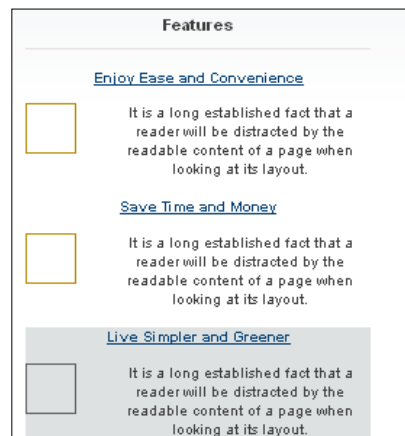 Features
Enjoy Ease and Convenience
It is a long established fact that a
reader will be distracted by the
readable content of a page when
looking at its layout.
Save Time and Money
It is a long established fact that a
reader will be distracted by the
readable content of a page when
looking at its layout.
Live Simpler and Greener
It is a long established fact that a
reader will be distracted by the
readable content of a page when
looking at its layout.